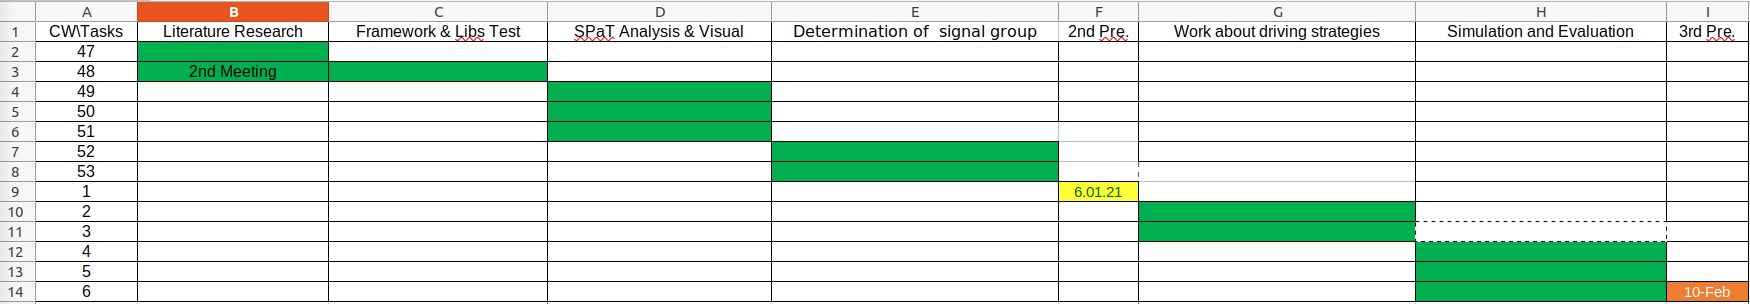 A B C D E F G H I
1 CW\Tasks Literature Research Framework & Libs Test SPaT Analysis & Visual Determination of  signal group 2nd Pre. Work about driving strategies Simulation and Evaluation 3rd Pre.
2 47
3 48 2nd Meeting
4 49
5 50
6 51
7 52
8 53
9 1 6.01.21
10 2
11 3
12 4
13 5
14 6 10-Feb